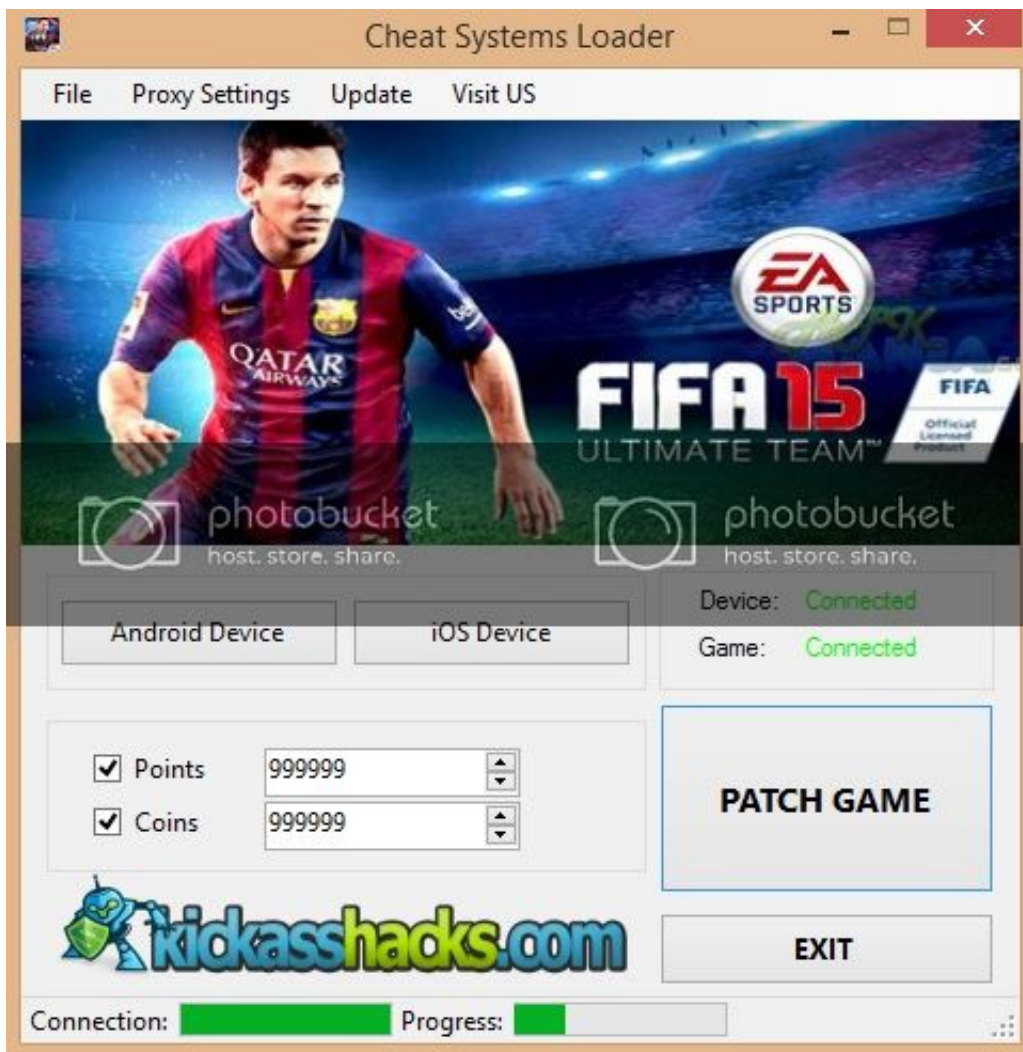 Cheat Systems Loader
File Proxy Settings Update Visit US
EA
SPORTS
QATAR
AIRWAYS
beko
FIFA 15
ULTIMATE TEAM™
FIFA
Official
Licensed
Product
photobucket
host. store. share.
photobucket
host. store. share.
Android Device
iOS Device
Device: Connected
Game: Connected
Points 999999
Coins 999999
PATCH GAME
kickasshacks.com
EXIT
Connection:
Progress: